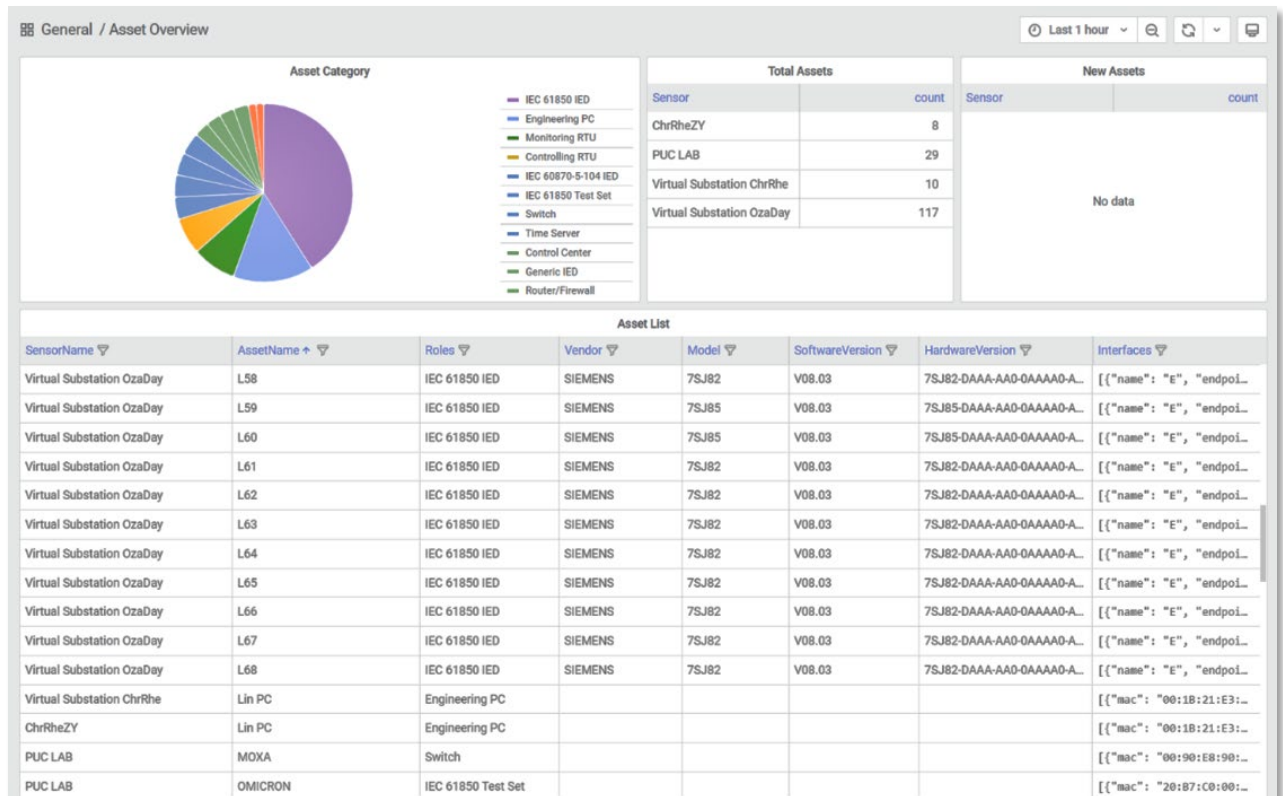 General / Asset Overview
Last 1 hour
Asset Category
IEC 61850 IED
Engineering PC
Monitoring RTU
Controlling RTU
IEC 60870-5-104 IED
IEC 61850 Test Set
Switch
Time Server
Control Center
Generic IED
Router/Firewall
Total Assets
Sensor count
ChrRheZY 8
PUC LAB 29
Virtual Substation ChrRhe 10
Virtual Substation OzaDay 117
New Assets
Sensor count
No data
Asset List
SensorName AssetName Roles Vendor Model SoftwareVersion HardwareVersion Interfaces
Virtual Substation OzaDay L58 IEC 61850 IED SIEMENS 7SJ82 V08.03 7SJ82-DAAA-AA0-0AAAA0-A... [{"name": "E", "endpoi...
Virtual Substation OzaDay L59 IEC 61850 IED SIEMENS 7SJ85 V08.03 7SJ85-DAAA-AA0-0AAAA0-A... [{"name": "E", "endpoi...
Virtual Substation OzaDay L60 IEC 61850 IED SIEMENS 7SJ85 V08.03 7SJ85-DAAA-AA0-0AAAA0-A... [{"name": "E", "endpoi...
Virtual Substation OzaDay L61 IEC 61850 IED SIEMENS 7SJ82 V08.03 7SJ82-DAAA-AA0-0AAAA0-A... [{"name": "E", "endpoi...
Virtual Substation OzaDay L62 IEC 61850 IED SIEMENS 7SJ82 V08.03 7SJ82-DAAA-AA0-0AAAA0-A... [{"name": "E", "endpoi...
Virtual Substation OzaDay L63 IEC 61850 IED SIEMENS 7SJ82 V08.03 7SJ82-DAAA-AA0-0AAAA0-A... [{"name": "E", "endpoi...
Virtual Substation OzaDay L64 IEC 61850 IED SIEMENS 7SJ82 V08.03 7SJ82-DAAA-AA0-0AAAA0-A... [{"name": "E", "endpoi...
Virtual Substation OzaDay L65 IEC 61850 IED SIEMENS 7SJ82 V08.03 7SJ82-DAAA-AA0-0AAAA0-A... [{"name": "E", "endpoi...
Virtual Substation OzaDay L66 IEC 61850 IED SIEMENS 7SJ82 V08.03 7SJ82-DAAA-AA0-0AAAA0-A... [{"name": "E", "endpoi...
Virtual Substation OzaDay L67 IEC 61850 IED SIEMENS 7SJ82 V08.03 7SJ82-DAAA-AA0-0AAAA0-A... [{"name": "E", "endpoi...
Virtual Substation OzaDay L68 IEC 61850 IED SIEMENS 7SJ82 V08.03 7SJ82-DAAA-AA0-0AAAA0-A... [{"name": "E", "endpoi...
Virtual Substation ChrRhe Lin PC Engineering PC [{"mac": "00:1B:21:E3:...
ChrRheZY Lin PC Engineering PC [{"mac": "00:1B:21:E3:...
PUC LAB MOXA Switch [{"mac": "00:90:E8:90:...
PUC LAB OMICRON IEC 61850 Test Set [{"mac": "20:B7:C0:00:...